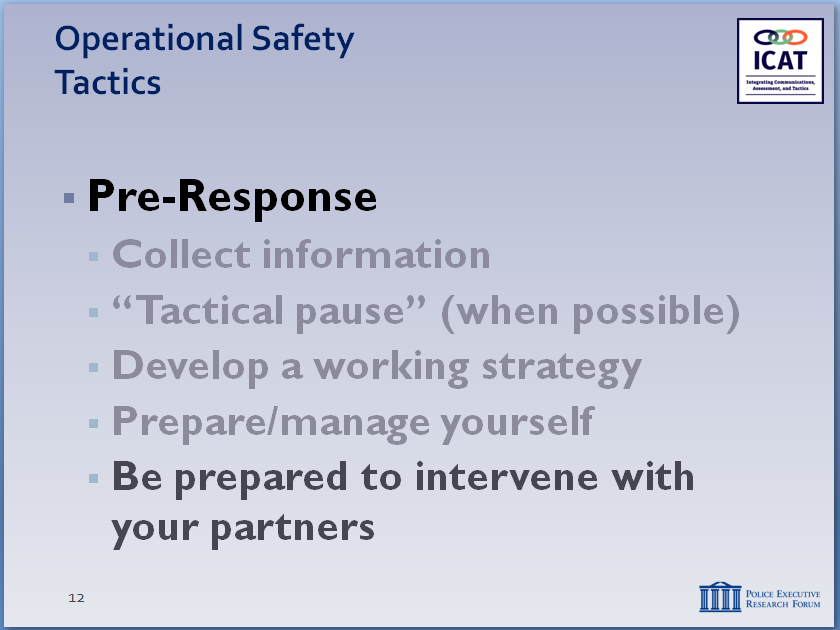 Operational Safety
Tactics
ICAT
Integrating Communications,
Assessment, and Tactics
Pre-Response
Collect information
“Tactical pause” (when possible)
Develop a working strategy
Prepare/manage yourself
Be prepared to intervene with
your partners
12
POLICE EXECUTIVE
RESEARCH FORUM